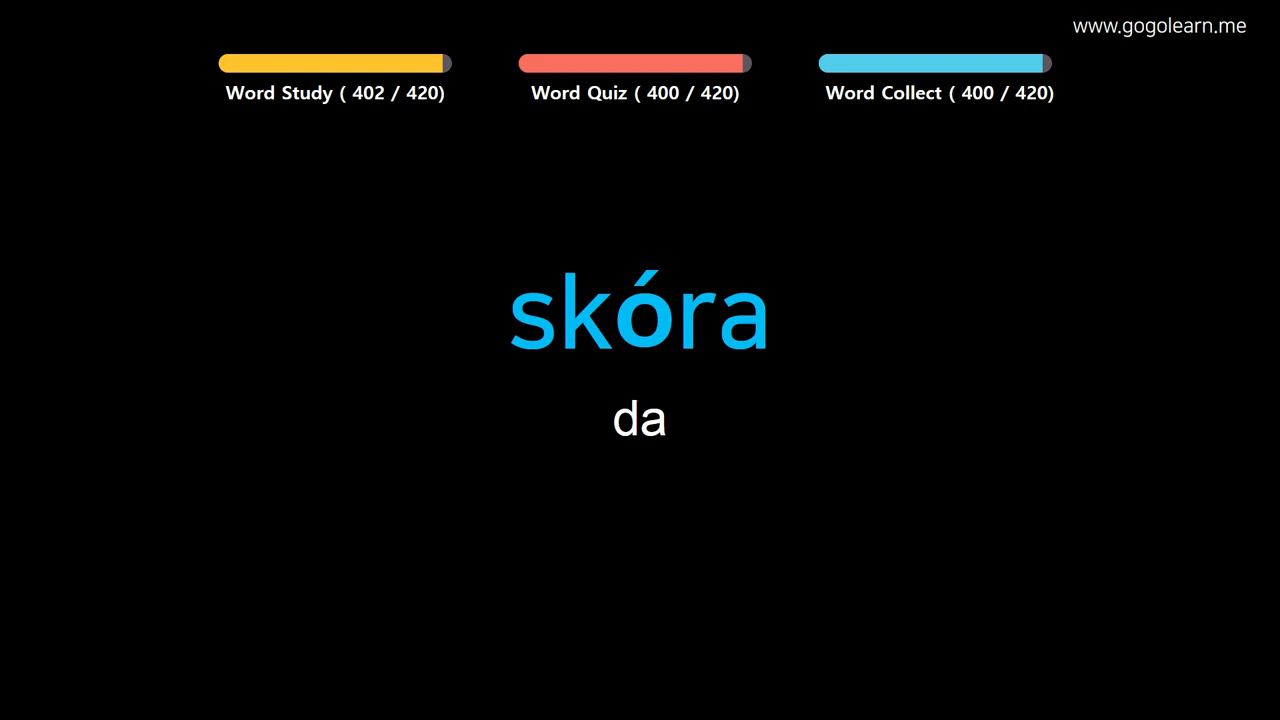 www.gogolearn.me
Word Study ( 402 / 420)
Word Quiz ( 400 / 420)
Word Collect ( 400 / 420)
skóra
da